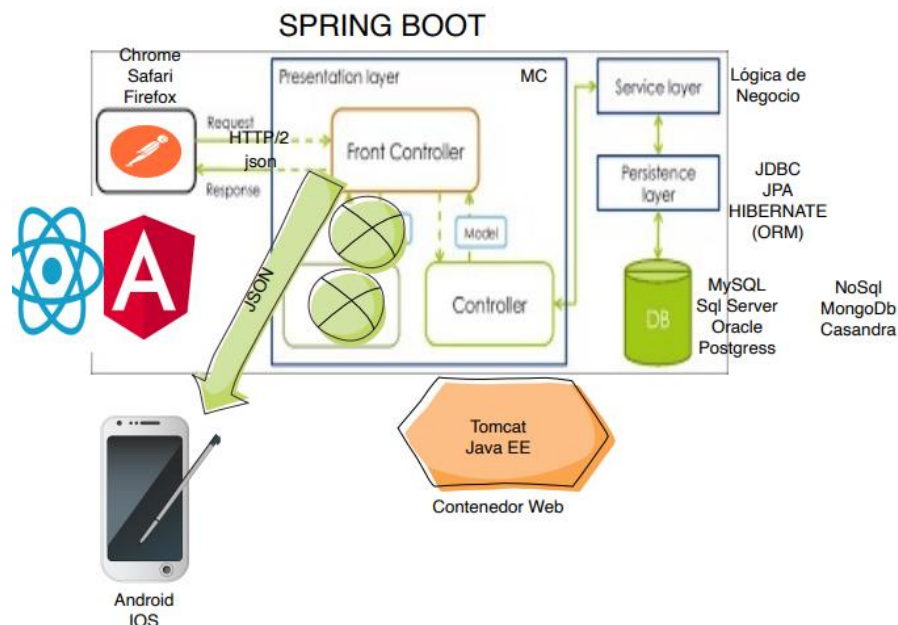 SPRING BOOT
Chrome
Safari
Firefox
Presentation layer
MC
Request
HTTP/2
json
Response
Front Controller
Model
Controller
JSON
A
Service layer
Lógica de
Negocio
Persistence
layer
JDBC
JPA
HIBERNATE
(ORM)
DB
MySQL
Sql Server
Oracle
Postgress
NoSql
MongoDb
Casandra
Tomcat
Java EE
Contenedor Web
Android
IOS